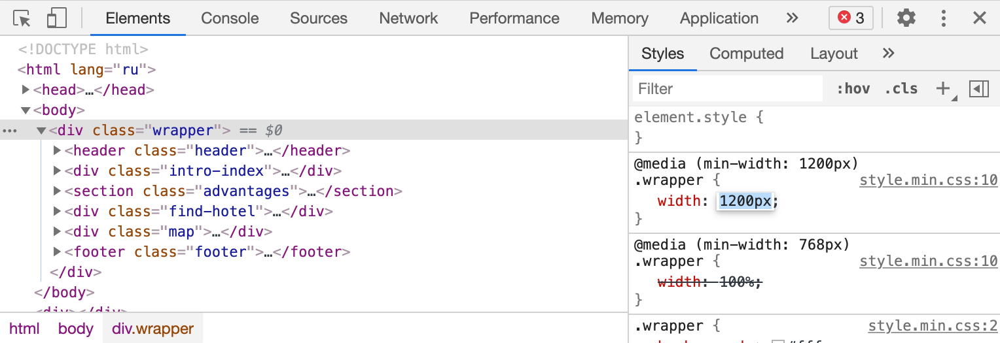 Elements Console Sources Network Performance Memory Application » 3
<!DOCTYPE html>
<html lang="ru">
<head>…</head>
<body>
… <div class="wrapper"> == $0
<header class="header">…</header>
<div class="intro-index">…</div>
<section class="advantages">…</section>
<div class="find-hotel">…</div>
<div class="map">…</div>
<footer class="footer">…</footer>
</div>
</body>
<div></div>
html body div.wrapper
Styles Computed Layout »
Filter :hov .cls +
element.style {
}
@media (min-width: 1200px)
.wrapper { style.min.css:10
width: 1200px;
}
@media (min-width: 768px)
.wrapper { style.min.css:10
width: 100%;
}
.wrapper { style.min.css:2
#fff